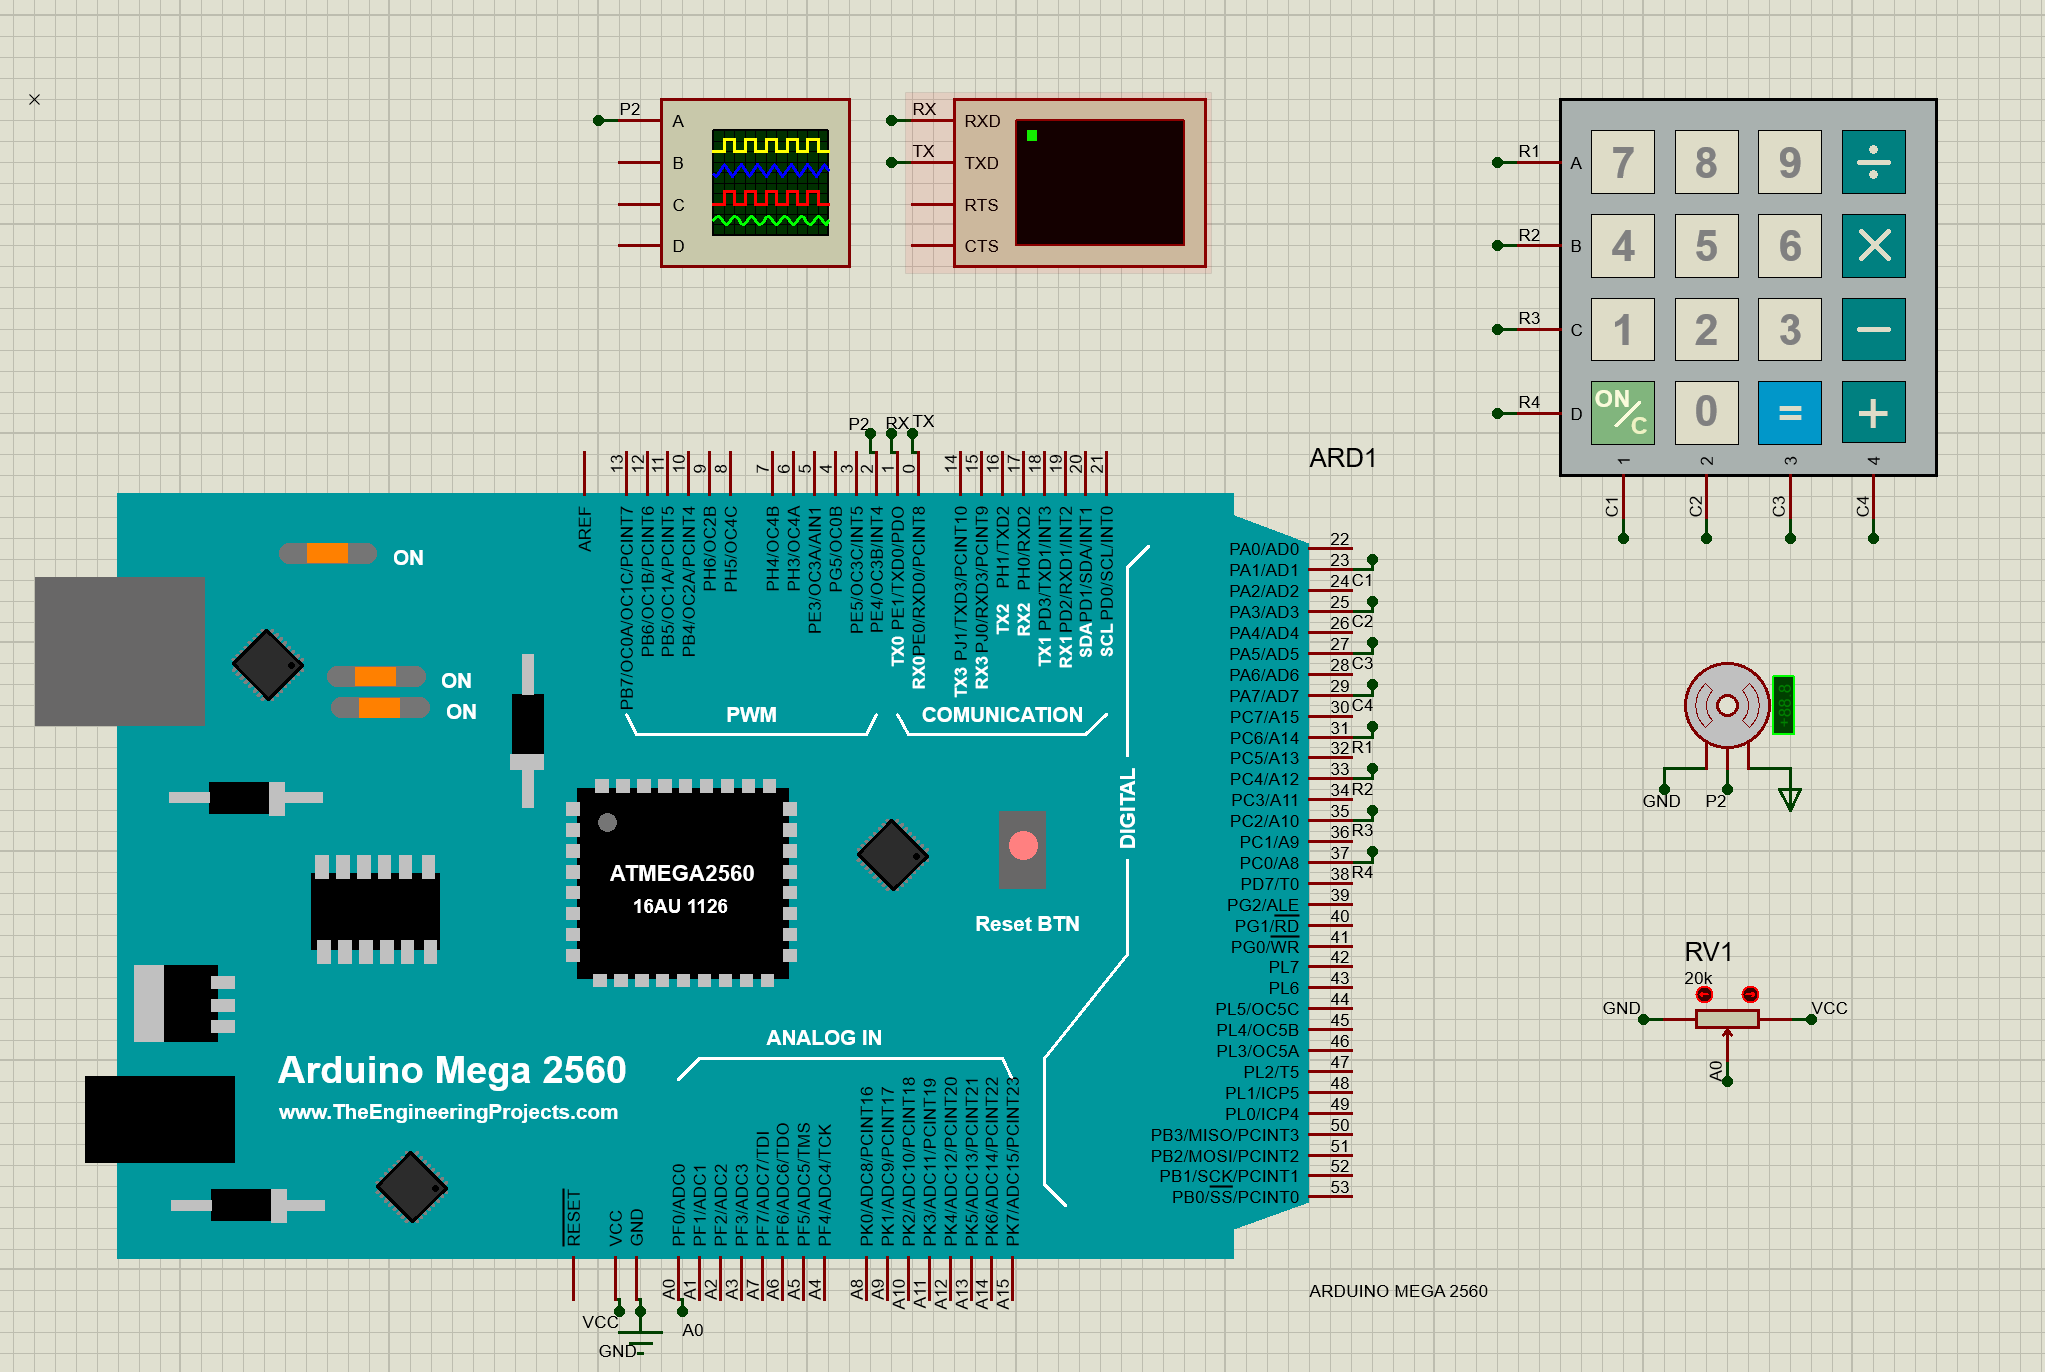 P2
A
B
C
D
RX
RXD
TX
TXD
RTS
CTS
R1
A
7
8
9
÷
R2
B
4
5
6
×
R3
C
1
2
3
−
R4
D
ON/C
0
=
+
1
2
3
4
C1
C2
C3
C4
P2
RX
TX
ARD1
13
12
11
10
9
8
7
6
5
4
3
2
1
0
14
15
16
17
18
19
20
21
AREF
PB7/OC0A/OC1C/PCINT7
PB6/OC1B/PCINT6
PB5/OC1A/PCINT5
PB4/OC2A/PCINT4
PH6/OC2B
PH5/OC4C
PH4/OC4B
PH3/OC4A
PE3/OC3A/AIN1
PG5/OC0B
PE5/OC3C/INT5
PE4/OC3B/INT4
TX0 PE1/TXD0/PDO
RX0 PE0/RXD0/PCINT8
TX3 PJ1/TXD3/PCINT10
RX3 PJ0/RXD3/PCINT9
TX2 PH1/TXD2
RX2 PH0/RXD2
TX1 PD3/TXD1/INT3
RX1 PD2/RXD1/INT2
SDA PD1/SDA/INT1
SCL PD0/SCL/INT0
PWM
COMUNICATION
ON
ON
ON
DIGITAL
ATMEGA2560
16AU 1126
Reset BTN
PA0/AD0 22
PA1/AD1 23
C1
PA2/AD2 24
PA3/AD3 25
C2
PA4/AD4 26
PA5/AD5 27
C3
PA6/AD6 28
PA7/AD7 29
C4
PC7/A15 30
PC6/A14 31
R1
PC5/A13 32
PC4/A12 33
R2
PC3/A11 34
PC2/A10 35
R3
PC1/A9 36
PC0/A8 37
R4
PD7/T0 38
PG2/ALE 39
PG1/RD 40
PG0/WR 41
PL7 42
PL6 43
PL5/OC5C 44
PL4/OC5B 45
PL3/OC5A 46
PL2/T5 47
PL1/ICP5 48
PL0/ICP4 49
PB3/MISO/PCINT3 50
PB2/MOSI/PCINT2 51
PB1/SCK/PCINT1 52
PB0/SS/PCINT0 53
+88.8
GND
P2
RV1
20k
GND
VCC
A0
ANALOG IN
Arduino Mega 2560
www.TheEngineeringProjects.com
RESET
VCC
GND
PF0/ADC0
PF1/ADC1
PF2/ADC2
PF3/ADC3
PF7/ADC7/TDI
PF6/ADC6/TDO
PF5/ADC5/TMS
PF4/ADC4/TCK
PK0/ADC8/PCINT16
PK1/ADC9/PCINT17
PK2/ADC10/PCINT18
PK3/ADC11/PCINT19
PK4/ADC12/PCINT20
PK5/ADC13/PCINT21
PK6/ADC14/PCINT22
PK7/ADC15/PCINT23
A0
A1
A2
A3
A7
A6
A5
A4
A8
A9
A10
A11
A12
A13
A14
A15
VCC
GND
A0
ARDUINO MEGA 2560